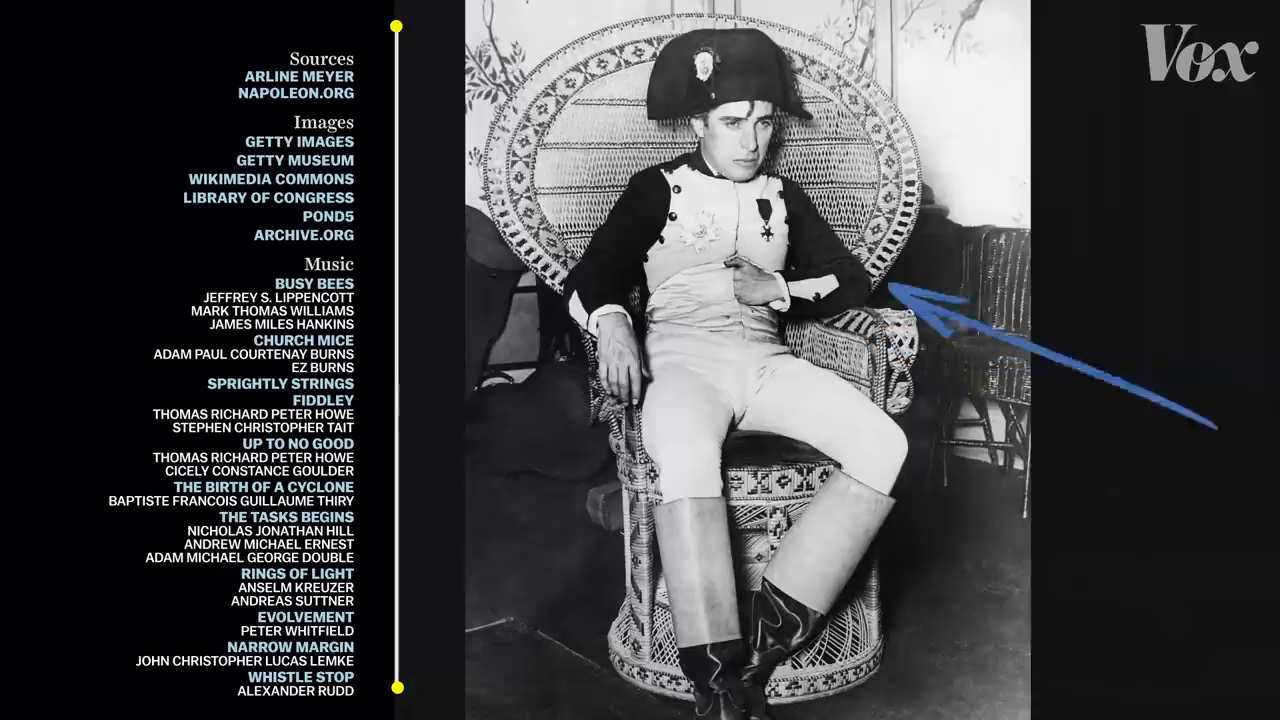 Sources
ARLINE MEYER
NAPOLEON.ORG
Images
GETTY IMAGES
GETTY MUSEUM
WIKIMEDIA COMMONS
LIBRARY OF CONGRESS
POND5
ARCHIVE.ORG
Music
BUSY BEES
JEFFREY S. LIPPENCOTT
MARK THOMAS WILLIAMS
JAMES MILES HANKINS
CHURCH MICE
ADAM PAUL COURTENAY BURNS
EZ BURNS
SPRIGHTLY STRINGS
FIDDLEY
THOMAS RICHARD PETER HOWE
STEPHEN CHRISTOPHER TAIT
UP TO NO GOOD
THOMAS RICHARD PETER HOWE
CICELY CONSTANCE GOULDER
THE BIRTH OF A CYCLONE
BAPTISTE FRANCOIS GUILLAUME THIRY
THE TASKS BEGINS
NICHOLAS JONATHAN HILL
ANDREW MICHAEL ERNEST
ADAM MICHAEL GEORGE DOUBLE
RINGS OF LIGHT
ANSELM KREUZER
ANDREAS SUTTNER
EVOLVEMENT
PETER WHITFIELD
NARROW MARGIN
JOHN CHRISTOPHER LUCAS LEMKE
WHISTLE STOP
ALEXANDER RUDD
Vox